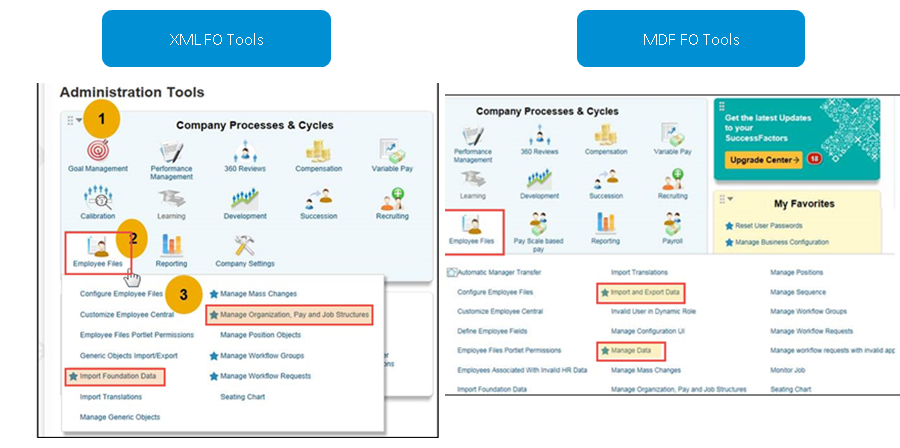 XML FO Tools
MDF FO Tools
Administration Tools
1
Company Processes & Cycles
Goal Management
Performance
Management
360 Reviews
Compensation
Variable Pay
Calibration
Learning
Development
Succession
Recruiting
2
Employee Files
Reporting
Company Settings
3
Configure Employee Files
Manage Mass Changes
Customize Employee Central
Manage Organization, Pay and Job Structures
Employee Files Portlet Permissions
Manage Position Objects
Generic Objects Import/Export
Manage Workflow Groups
Import Foundation Data
Manage Workflow Requests
Import Translations
Seating Chart
Manage Generic Objects
Company Processes & Cycles
Performance
Management
360 Reviews
Compensation
Variable Pay
Learning
Development
Succession
Recruiting
Employee Files
Pay Scale based
pay
Reporting
Payroll
Get the latest Updates
to your
SuccessFactors
Upgrade Center
18
My Favorites
Reset User Passwords
Manage Business Configuration
Automatic Manager Transfer
Import Translations
Manage Positions
Configure Employee Files
Import and Export Data
Manage Sequence
Customize Employee Central
Invalid User in Dynamic Role
Manage Workflow Groups
Define Employee Fields
Manage Configuration UI
Manage Workflow Requests
Employee Files Portlet Permissions
Manage Data
Manage workflow requests with invalid app
Employees Associated With Invalid HR Data
Manage Mass Changes
Monitor Job
Import Foundation Data
Manage Organization, Pay and Job Structures
Seating Chart